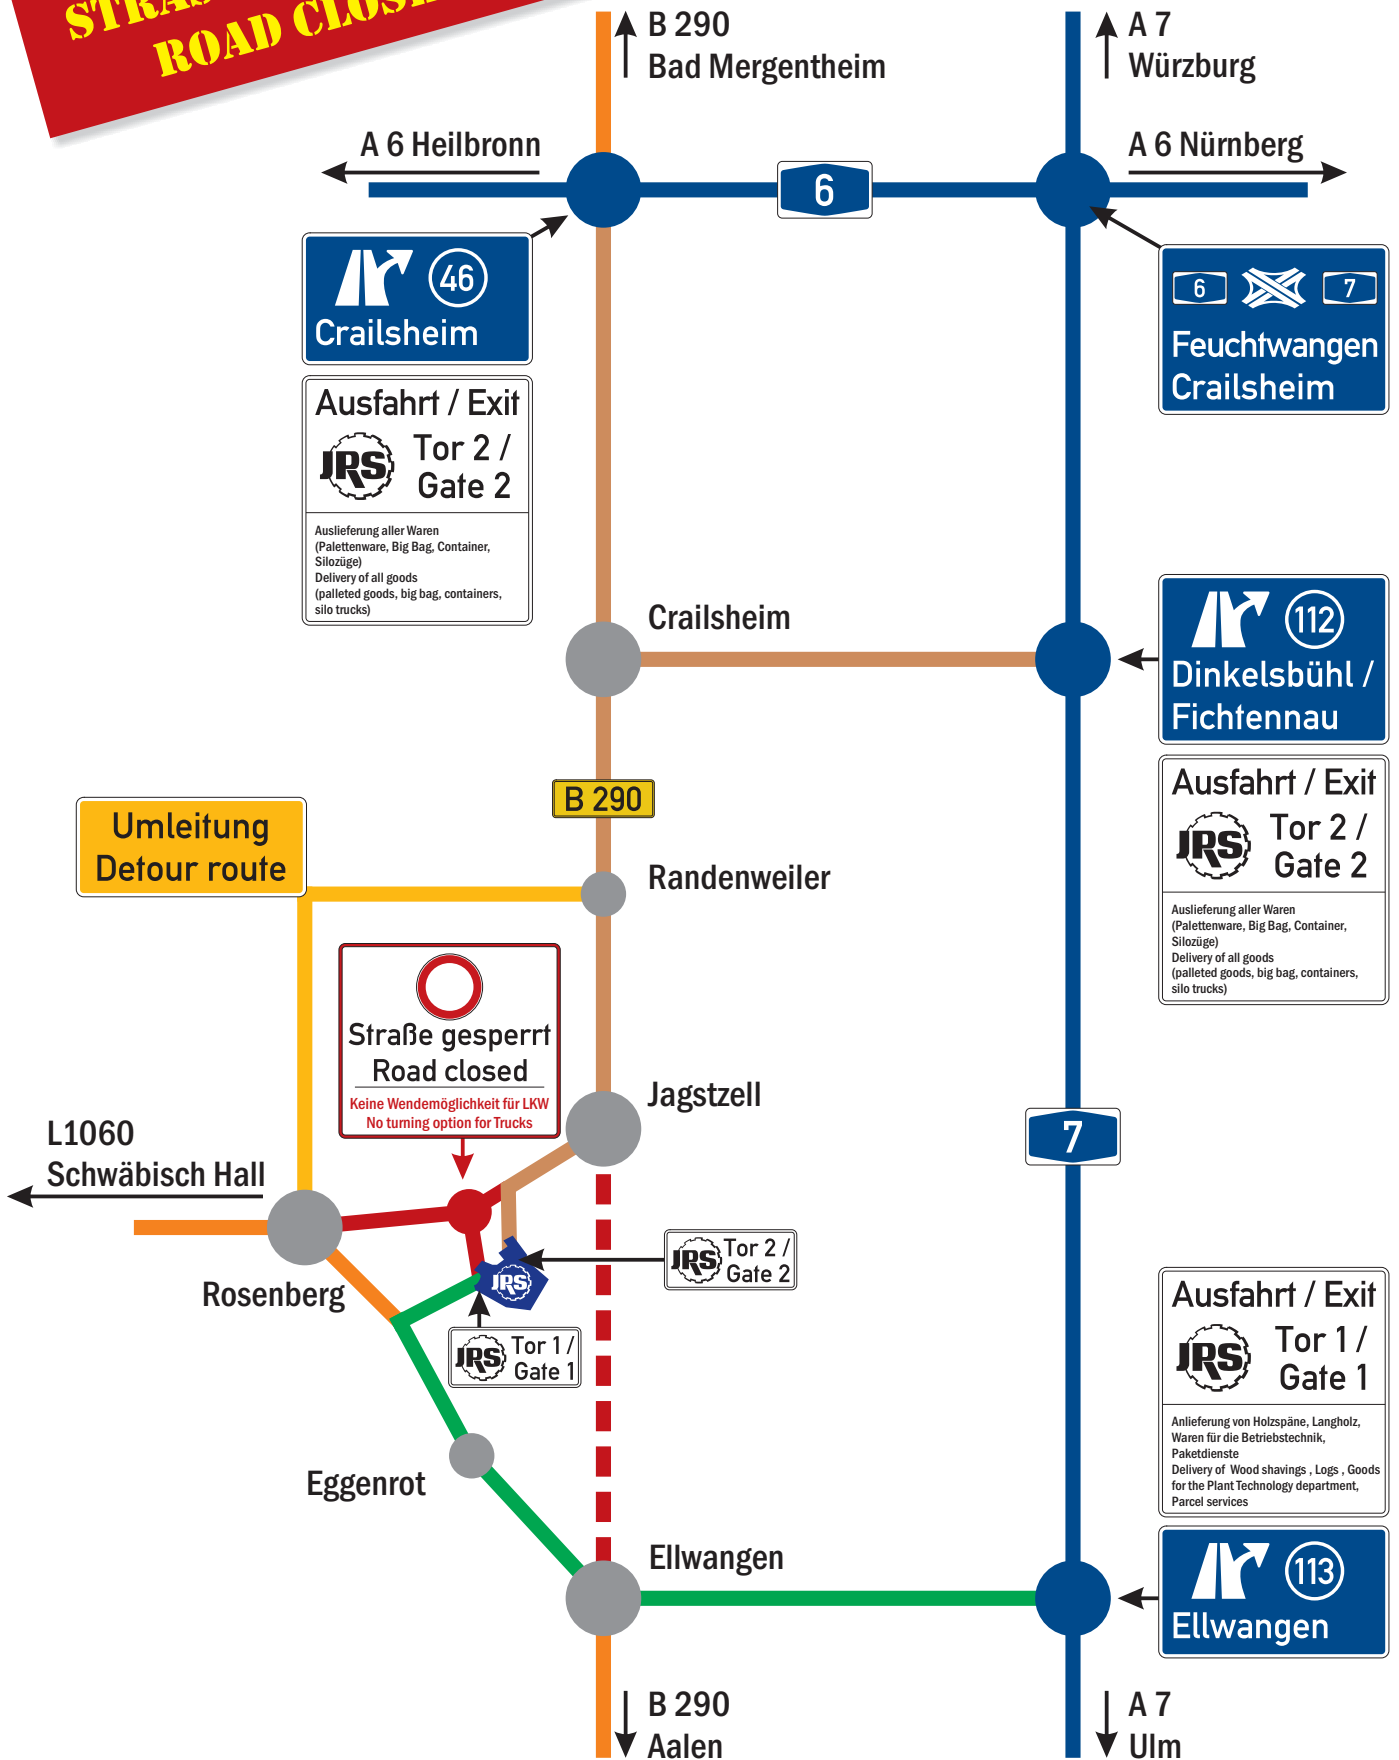 ROAD
B 290
Bad Mergentheim
A 7
Würzburg
A 6 Heilbronn
A 6 Nürnberg
6
46
Crailsheim
6
7
Feuchtwangen
Crailsheim
Ausfahrt / Exit
JRS
Tor 2 /
Gate 2
Auslieferung aller Waren
(Palettenware, Big Bag, Container,
Silozüge)
Delivery of all goods
(palleted goods, big bag, containers,
silo trucks)
Crailsheim
112
Dinkelsbühl /
Fichtennau
Ausfahrt / Exit
JRS
Tor 2 /
Gate 2
Auslieferung aller Waren
(Palettenware, Big Bag, Container,
Silozüge)
Delivery of all goods
(palleted goods, big bag, containers,
silo trucks)
B 290
Umleitung
Detour route
Randenweiler
Straße gesperrt
Road closed
Keine Wendemöglichkeit für LKW
No turning option for Trucks
Jagstzell
7
L1060
Schwäbisch Hall
JRS
Tor 2 /
Gate 2
JRS
Rosenberg
JRS
Tor 1 /
Gate 1
Ausfahrt / Exit
JRS
Tor 1 /
Gate 1
Anlieferung von Holzspäne, Langholz,
Waren für die Betriebstechnik,
Paketdienste
Delivery of Wood shavings , Logs , Goods
for the Plant Technology department,
Parcel services
Eggenrot
Ellwangen
113
Ellwangen
B 290
Aalen
A 7
Ulm